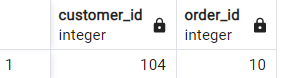 customer_id order_id
integer integer
1 104 10